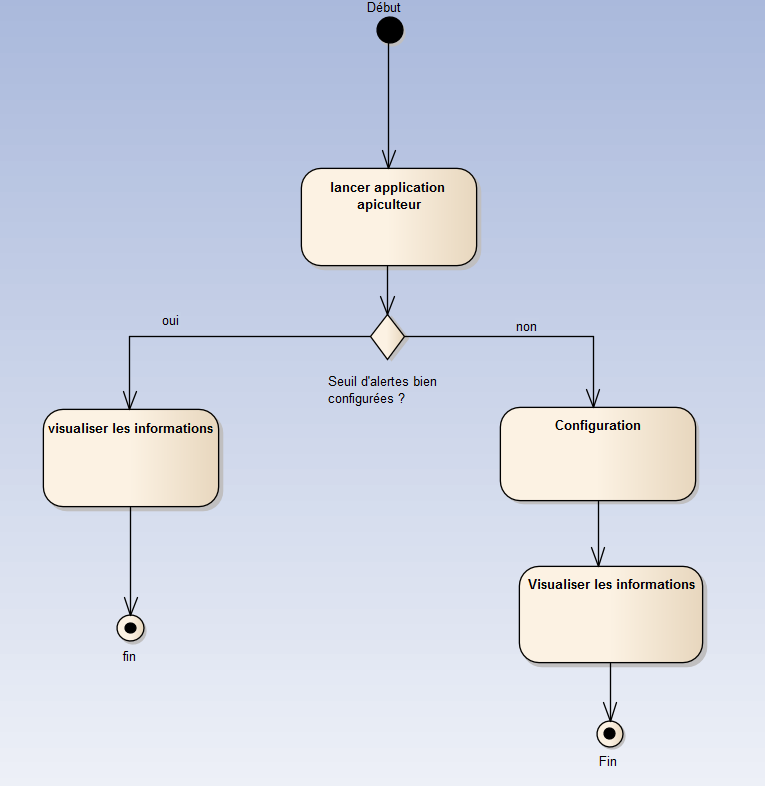 Début
lancer application
apiculteur
oui
non
Seuil d'alertes bien
configurées ?
visualiser les informations
Configuration
Visualiser les informations
fin
Fin